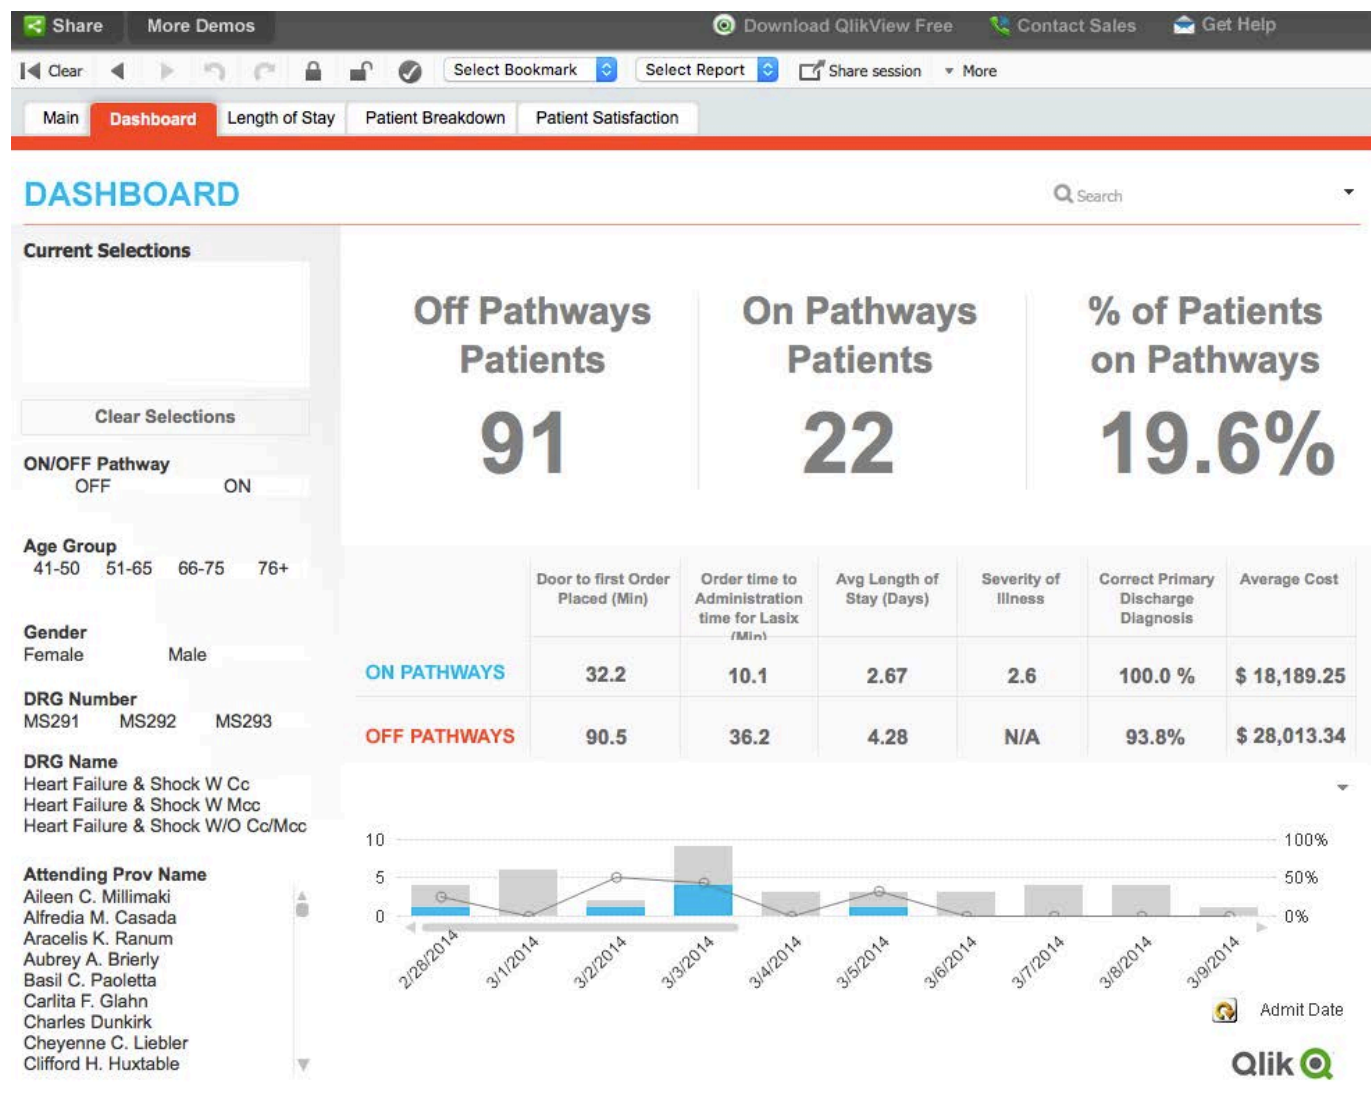 Share More Demos Download QlikView Free Contact Sales Get Help
Clear Select Bookmark Select Report Share session More
Main Dashboard Length of Stay Patient Breakdown Patient Satisfaction
DASHBOARD
Search
Current Selections
Clear Selections
ON/OFF Pathway
OFF ON
Age Group
41-50 51-65 66-75 76+
Gender
Female Male
DRG Number
MS291 MS292 MS293
DRG Name
Heart Failure & Shock W Cc
Heart Failure & Shock W Mcc
Heart Failure & Shock W/O Cc/Mcc
Attending Prov Name
Aileen C. Millimaki
Alfredia M. Casada
Aracelis K. Ranum
Aubrey A. Brierly
Basil C. Paoletta
Carlita F. Glahn
Charles Dunkirk
Cheyenne C. Liebler
Clifford H. Huxtable
Off Pathways
Patients
91
On Pathways
Patients
22
% of Patients
on Pathways
19.6%
Door to first Order
Placed (Min)
Order time to
Administration
time for Lasix
(Min)
Avg Length of
Stay (Days)
Severity of
Illness
Correct Primary
Discharge
Diagnosis
Average Cost
ON PATHWAYS 32.2 10.1 2.67 2.6 100.0 % $ 18,189.25
OFF PATHWAYS 90.5 36.2 4.28 N/A 93.8% $ 28,013.34
10 100%
5 50%
0 0%
2/28/2014 3/1/2014 3/2/2014 3/3/2014 3/4/2014 3/5/2014 3/6/2014 3/7/2014 3/8/2014 3/9/2014
Admit Date
Qlik